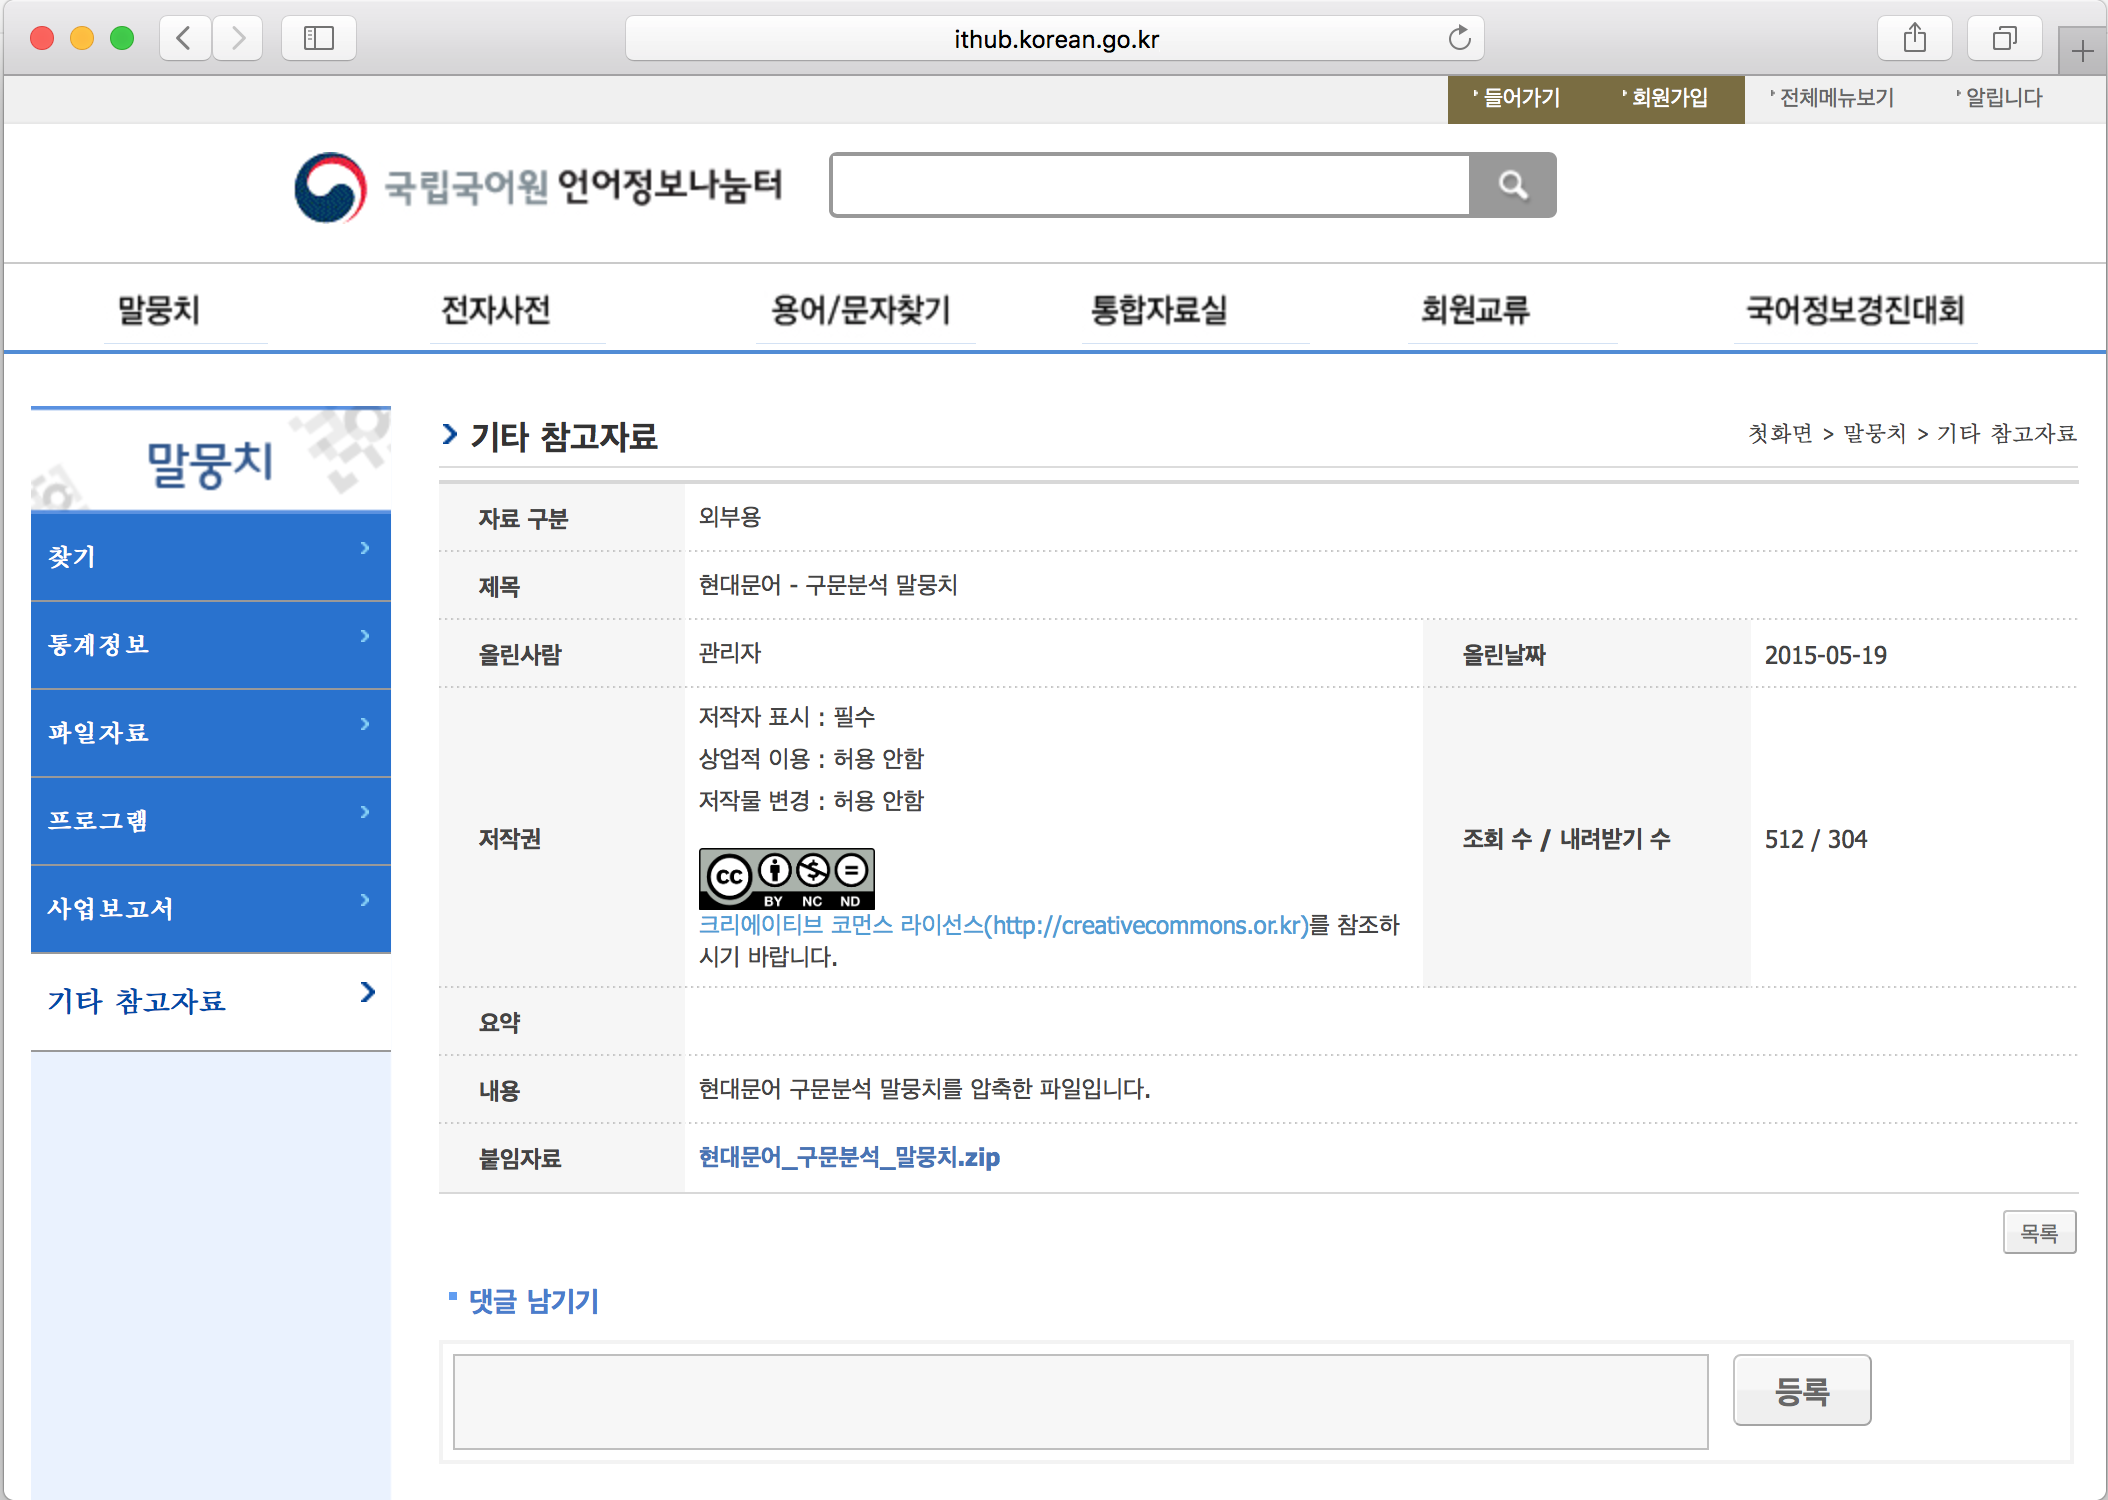 ithub.korean.go.kr
들어가기 회원가입 전체메뉴보기 알립니다
국립국어원 언어정보나눔터
말뭉치 전자사전 용어/문자찾기 통합자료실 회원교류 국어정보경진대회
말뭉치
찾기
통계정보
파일자료
프로그램
사업보고서
기타 참고자료
기타 참고자료
첫화면 > 말뭉치 > 기타 참고자료
자료 구분 외부용
제목 현대문어 - 구문분석 말뭉치
올린사람 관리자 올린날짜 2015-05-19
저작권
저작자 표시 : 필수
상업적 이용 : 허용 안함
저작물 변경 : 허용 안함
cc BY NC ND
크리에이티브 코먼스 라이선스(http://creativecommons.or.kr)를 참조하
시기 바랍니다.
조회 수 / 내려받기 수 512 / 304
요약
내용 현대문어 구문분석 말뭉치를 압축한 파일입니다.
붙임자료 현대문어_구문분석_말뭉치.zip
목록
댓글 남기기
등록